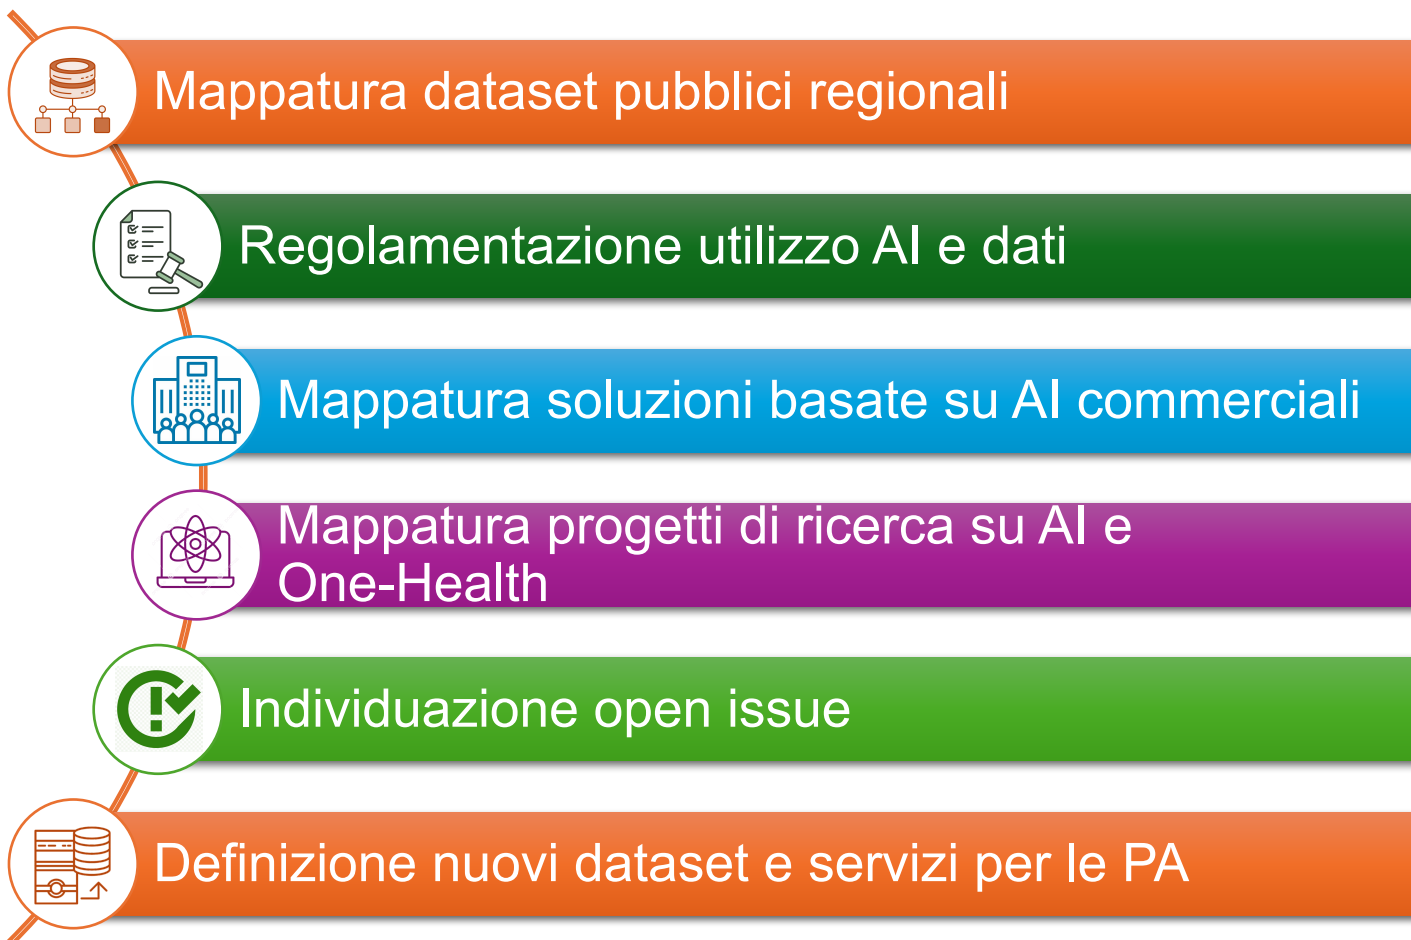 Mappatura dataset pubblici regionali
Regolamentazione utilizzo AI e dati
Mappatura soluzioni basate su AI commerciali
Mappatura progetti di ricerca su AI e
One-Health
Individuazione open issue
Definizione nuovi dataset e servizi per le PA